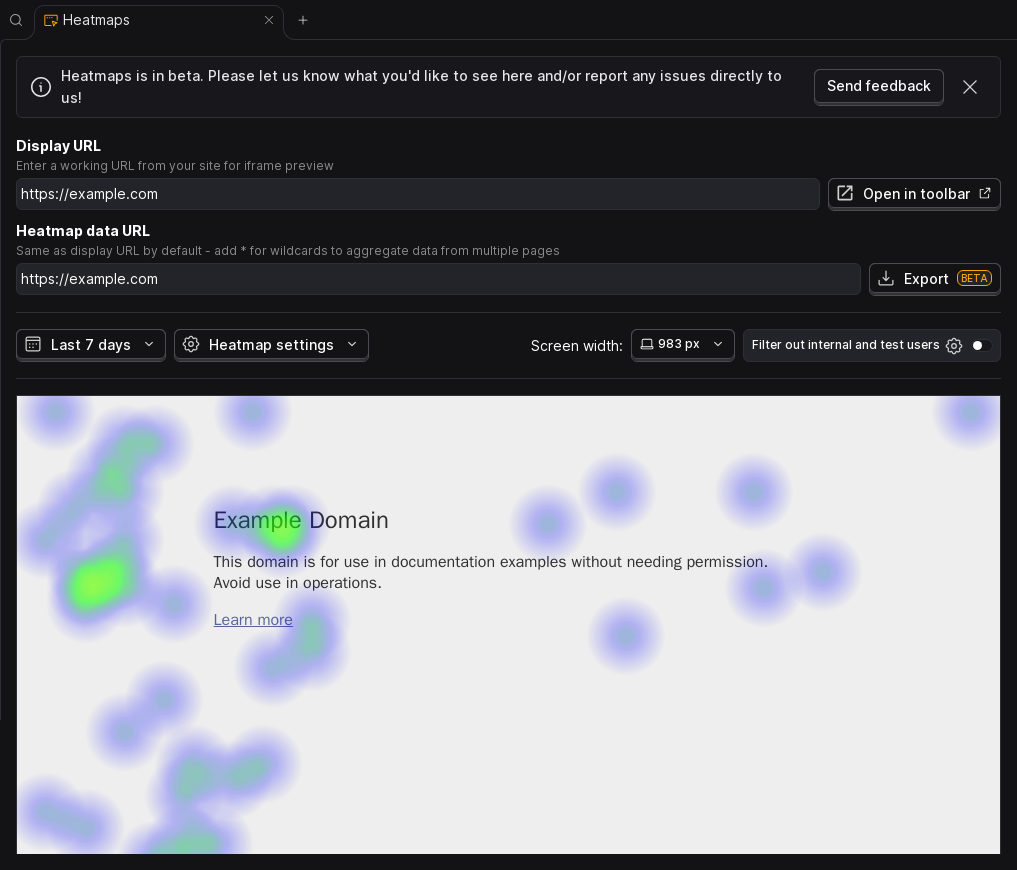 Heatmaps
Heatmaps is in beta. Please let us know what you'd like to see here and/or report any issues directly to
us!
Send feedback
Display URL
Enter a working URL from your site for iframe preview
https://example.com
Open in toolbar
Heatmap data URL
Same as display URL by default - add * for wildcards to aggregate data from multiple pages
https://example.com
Export BETA
Last 7 days
Heatmap settings
Screen width:
983 px
Filter out internal and test users
Example Domain
This domain is for use in documentation examples without needing permission.
Avoid use in operations.
Learn more